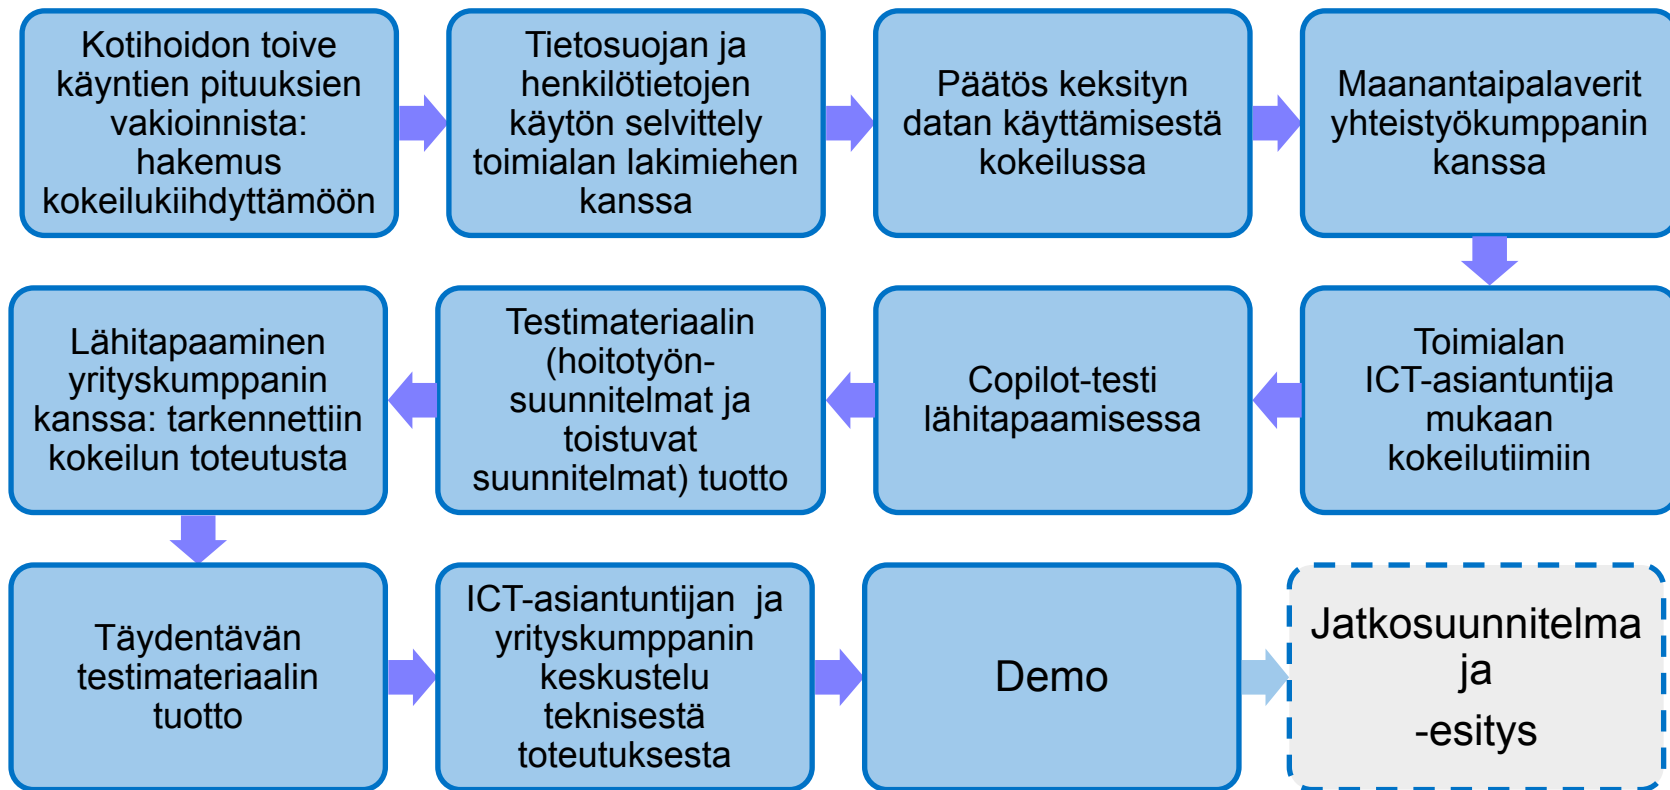 Kotihoidon toive
käyntien pituuksien
vakioinnista:
hakemus
kokeilukiihdyttämöön
Tietosuojan ja
henkilötietojen
käytön selvittely
toimialan lakimiehen
kanssa
Päätös keksityn
datan käyttämisestä
kokeilussa
Maanantaipalaverit
yhteistyökumppanin
kanssa
Toimialan
ICT-asiantuntija
mukaan
kokeilutiimiin
Copilot-testi
lähitapaamisessa
Testimateriaalin
(hoitotyön-
suunnitelmat ja
toistuvat
suunnitelmat) tuotto
Lähitapaaminen
yrityskumppanin
kanssa: tarkennettiin
kokeilun toteutusta
Täydentävän
testimateriaalin
tuotto
ICT-asiantuntijan ja
yrityskumppanin
keskustelu
teknisestä
toteutuksesta
Demo
Jatkosuunnitelma
ja
-esitys